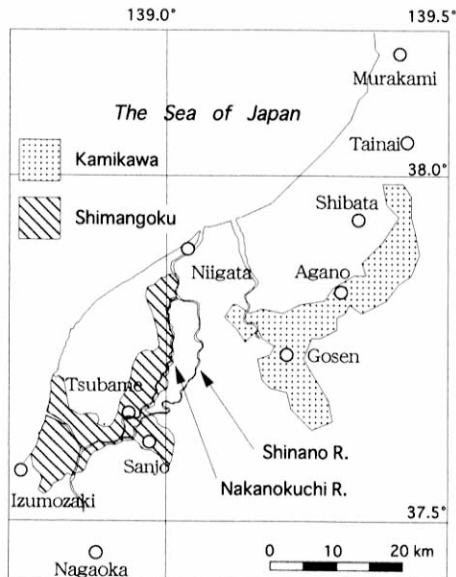 139.0
139.5
Murakami
The Sea of Japan
Tainai
Kamikawa
38.0
Shimangoku
Shibata
Niigata
Agano
Gosen
Tsubame
Shinano R.
Sanjo
Nakanokuchi R.
Izumozaki
37.5
Nagaoka
0 10 20 km